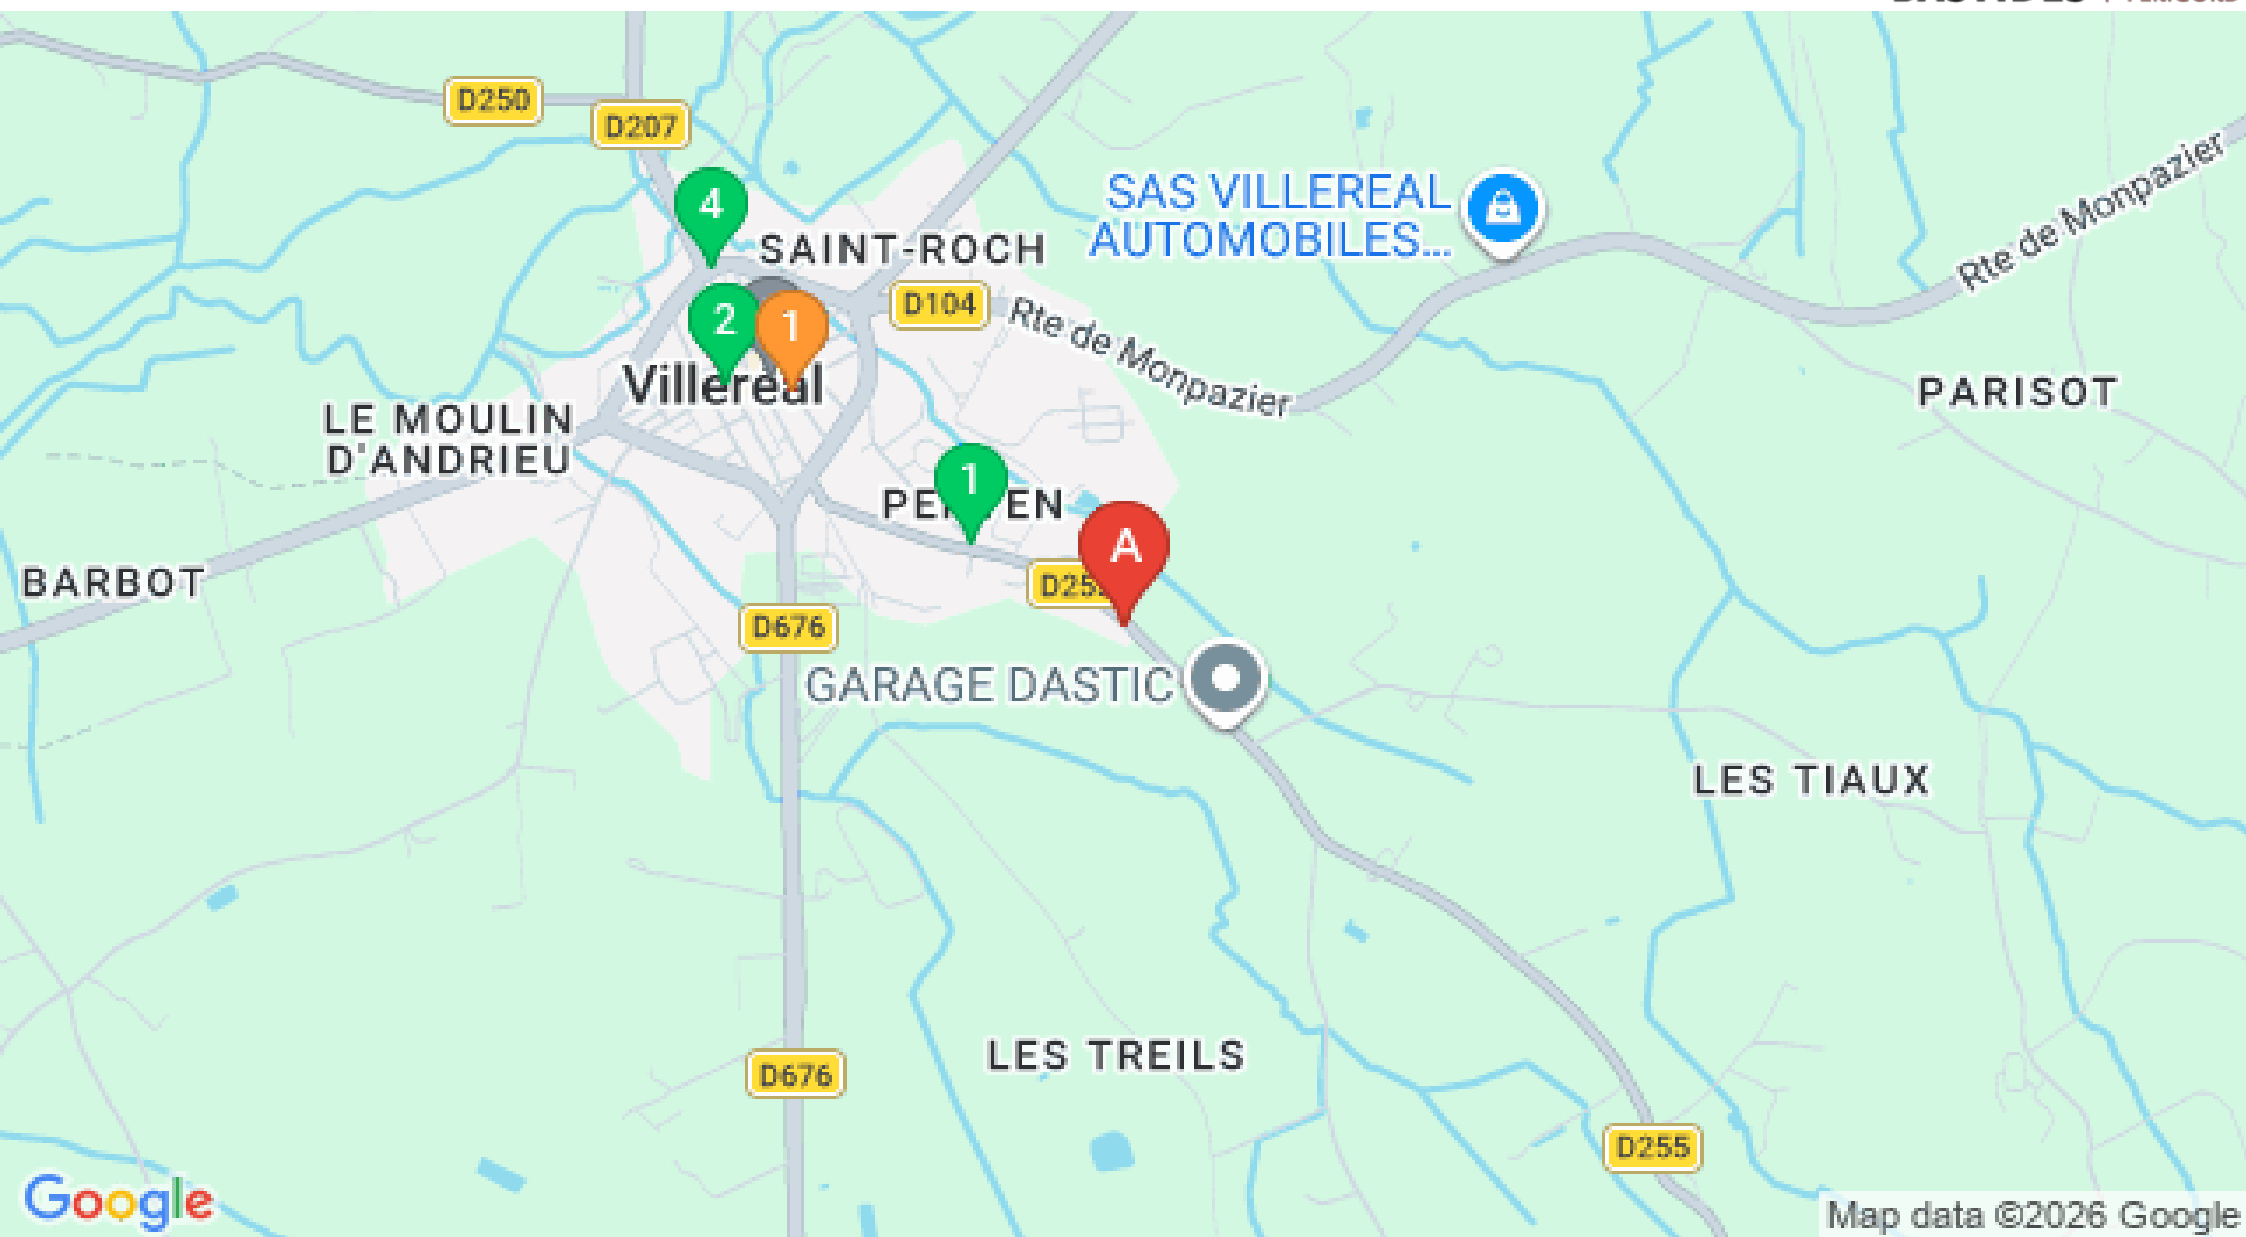 D250
D207
4
SAINT-ROCH
SAS VILLEREAL
AUTOMOBILES...
Rte de Monpazier
D104
Rte de Monpazier
2
1
Villeréal
PARISOT
LE MOULIN
D'ANDRIEU
1
A
BARBOT
D676
GARAGE DASTIC
LES TIAUX
LES TREILS
D676
D255
Google
Map data ©2026 Google